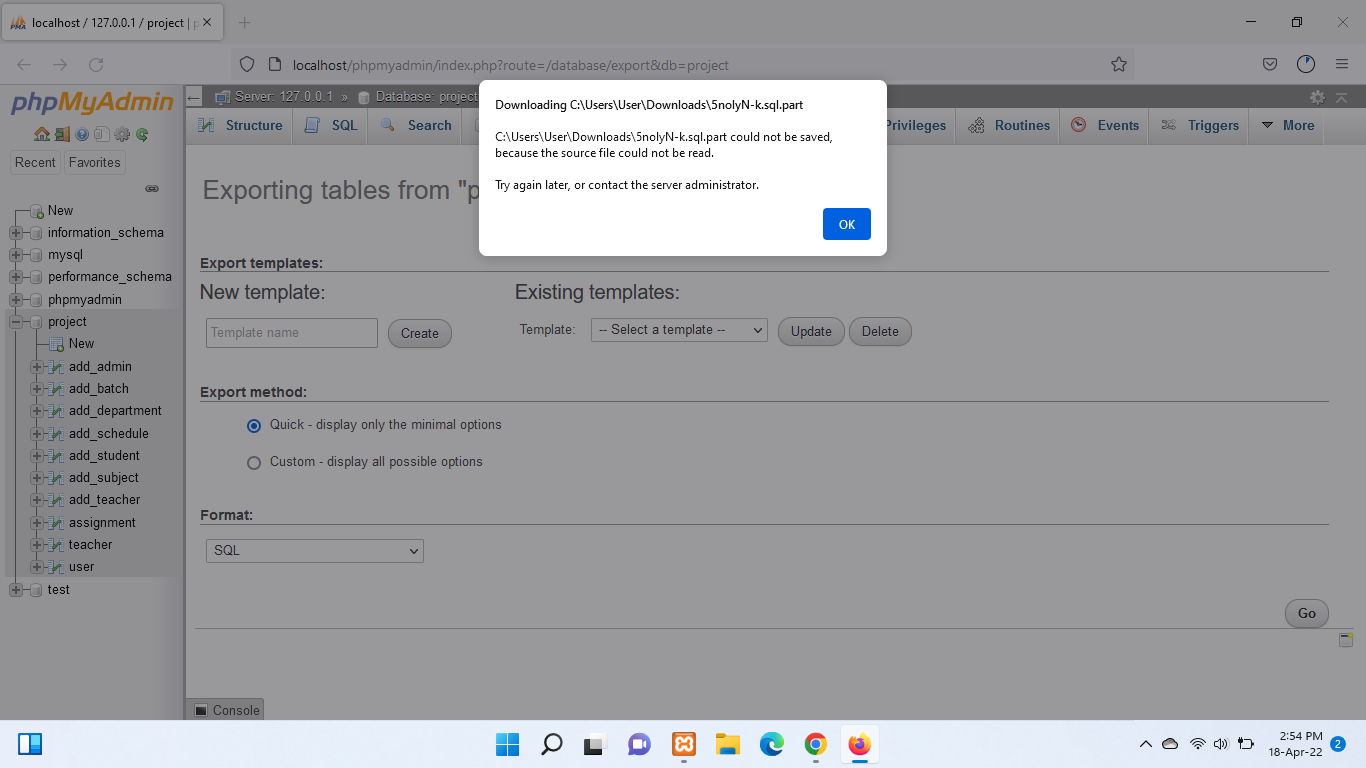 localhost / 127.0.0.1 / project | p
localhost/phpmyadmin/index.php?route=/database/export&db=project
phpMyAdmin
Recent
Favorites
New
information_schema
mysql
performance_schema
phpmyadmin
project
New
add_admin
add_batch
add_department
add_schedule
add_student
add_subject
add_teacher
assignment
teacher
user
test
Server: 127.0.0.1 » Database: project
Structure
SQL
Search
Privileges
Routines
Events
Triggers
More
Downloading C:\Users\User\Downloads\5nolyN-k.sql.part
C:\Users\User\Downloads\5nolyN-k.sql.part could not be saved,
because the source file could not be read.
Try again later, or contact the server administrator.
OK
Exporting tables from "p
Export templates:
New template:
Existing templates:
Template name
Create
Template:
-- Select a template --
Update
Delete
Export method:
Quick - display only the minimal options
Custom - display all possible options
Format:
SQL
Go
Console
2:54 PM
18-Apr-22
2